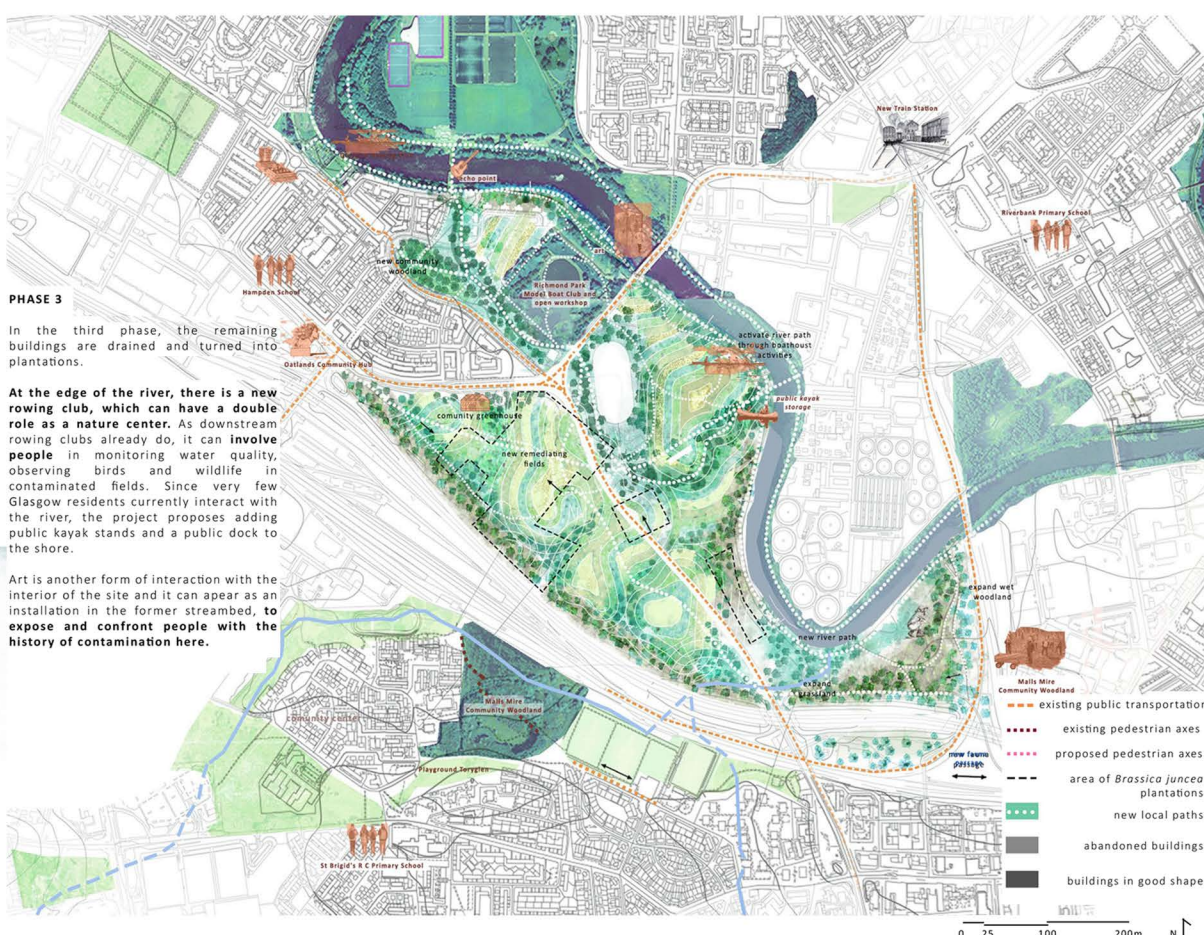 New Train Station
Riverbank Primary School
echo point
new community
woodland
Hampden School
art
Richmond Park
Model Boat Club and
open workshop
PHASE 3
In the third phase, the remaining
buildings are drained and turned into
plantations.
At the edge of the river, there is a new
rowing club, which can have a double
role as a nature center. As downstream
rowing clubs already do, it can involve
people in monitoring water quality,
observing birds and wildlife in
contaminated fields. Since very few
Glasgow residents currently interact with
the river, the project proposes adding
public kayak stands and a public dock to
the shore.
Art is another form of interaction with the
interior of the site and it can apear as an
installation in the former streambed, to
expose and confront people with the
history of contamination here.
Oatlands Community Hub
activate river path
through boathoust
activities
public kayak
storage
comunity greenhouse
new remediating
fields
expand wet
woodland
new river path
expand
grassland
Malls Mire
Community Woodland
Malls Mire
Community Woodland
comunity center
Playground Toryglen
St Brigid's R C Primary School
new fauna
passage
existing public transportation
existing pedestrian axes
proposed pedestrian axes
area of Brassica juncea
plantations
new local paths
abandoned buildings
buildings in good shape
0 25 100 200m N